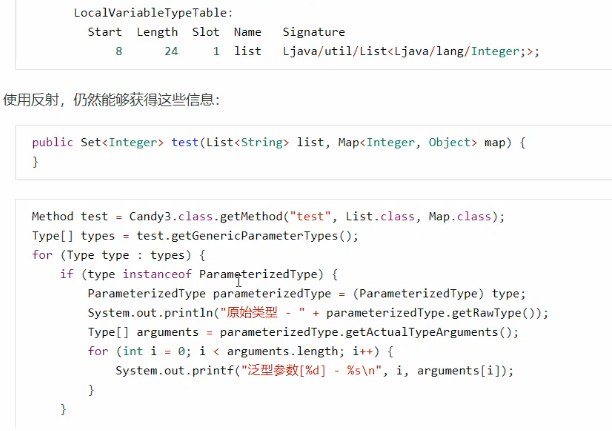 LocalVariableTypeTable:
Start Length Slot Name Signature
8 24 1 list Ljava/util/List<Ljava/lang/Integer;>;
使用反射，仍然能够获得这些信息：
public Set<Integer> test(List<String> list, Map<Integer, Object> map) {
}
Method test = Candy3.class.getMethod("test", List.class, Map.class);
Type[] types = test.getGenericParameterTypes();
for (Type type : types) {
if (type instanceof ParameterizedType) {
ParameterizedType parameterizedType = (ParameterizedType) type;
System.out.println("原始类型 - " + parameterizedType.getRawType());
Type[] arguments = parameterizedType.getActualTypeArguments();
for (int i = 0; i < arguments.length; i++) {
System.out.printf("泛型参数[%d] - %s\n", i, arguments[i]);
}
}